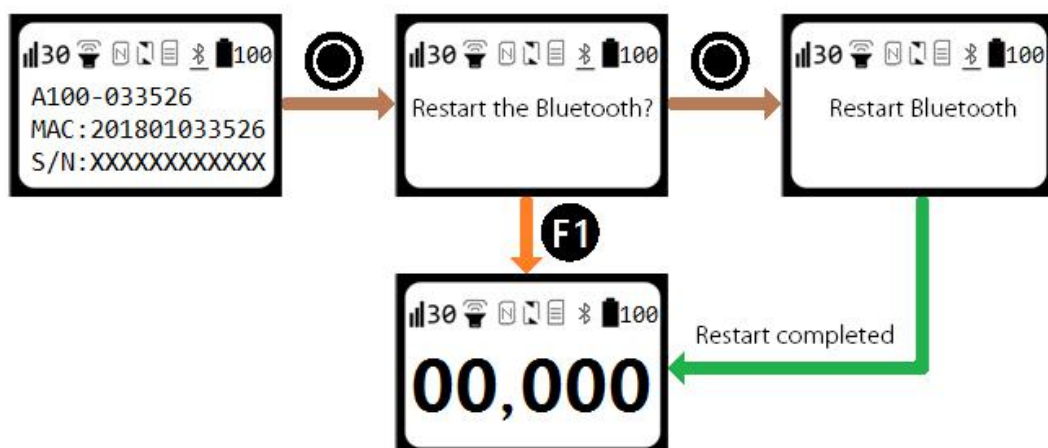 30 N 100
A100-033526
MAC:201801033526
S/N:XXXXXXXXXXXX
30 N 100
Restart the Bluetooth?
30 N 100
Restart Bluetooth
F1
30 N 100
00,000
Restart completed